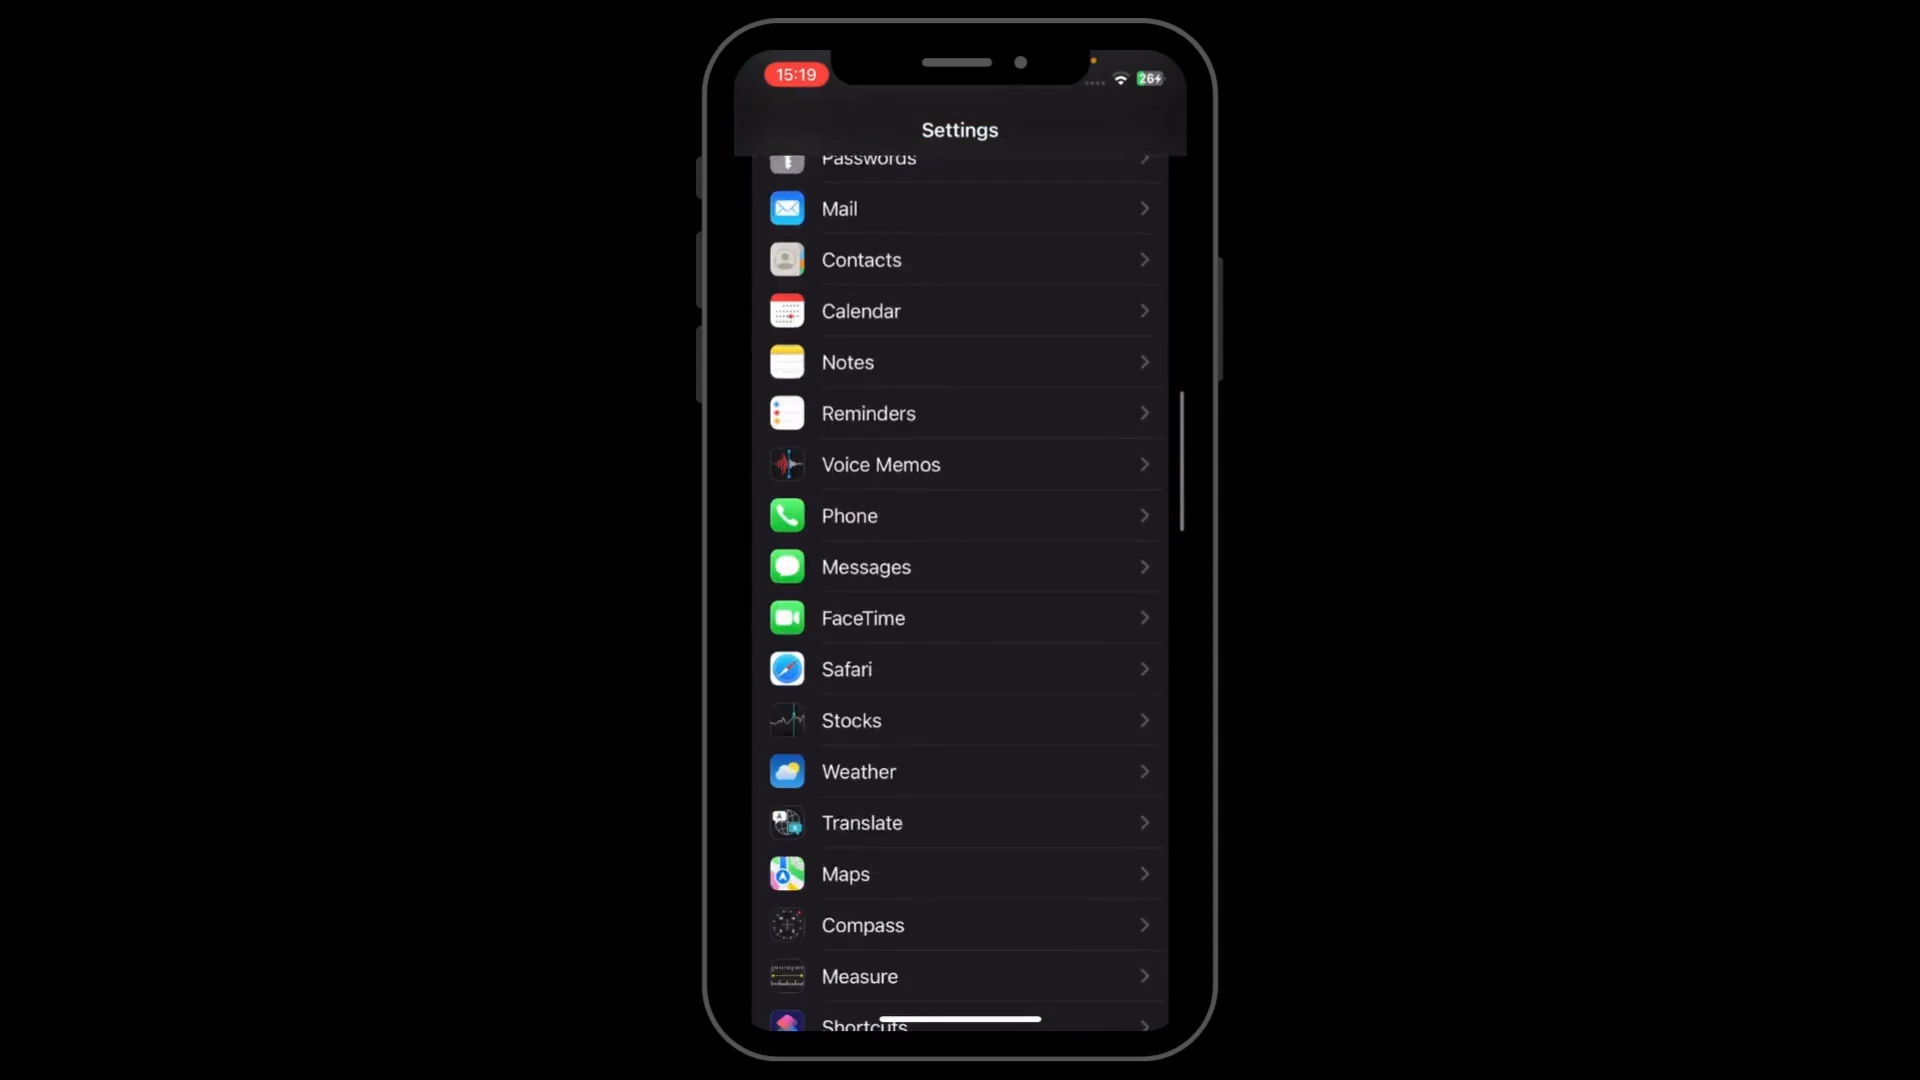 15:19
26
Settings
Passwords
Mail
Contacts
Calendar
Notes
Reminders
Voice Memos
Phone
Messages
FaceTime
Safari
Stocks
Weather
Translate
Maps
Compass
Measure
Shortcuts